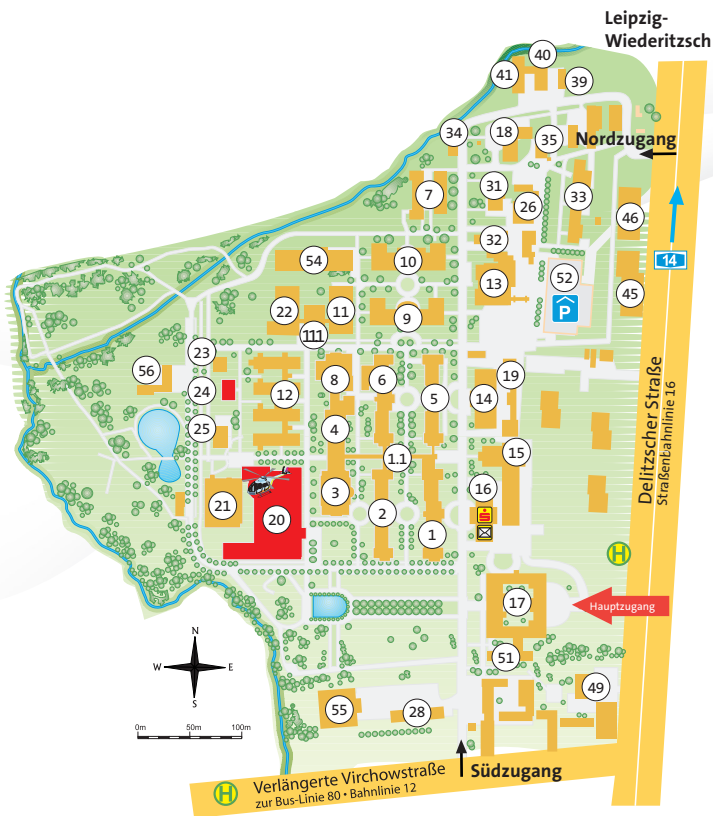 Leipzig-
Wiederitzsch
40
41
39
34
18
35
Nordzugang
7
31
26
33
46
32
10
54
13
52
14
P
45
22
11
9
111
23
56
8
6
19
24
12
5
14
25
4
15
1.1
3
16
21
20
2
S
1
H
17
Hauptzugang
Delitzscher Straße
Straßenbahnlinie 16
N
W
E
S
51
49
0m
50m
100m
55
28
Südzugang
H
Verlängerte Virchowstraße
zur Bus-Linie 80 • Bahnlinie 12